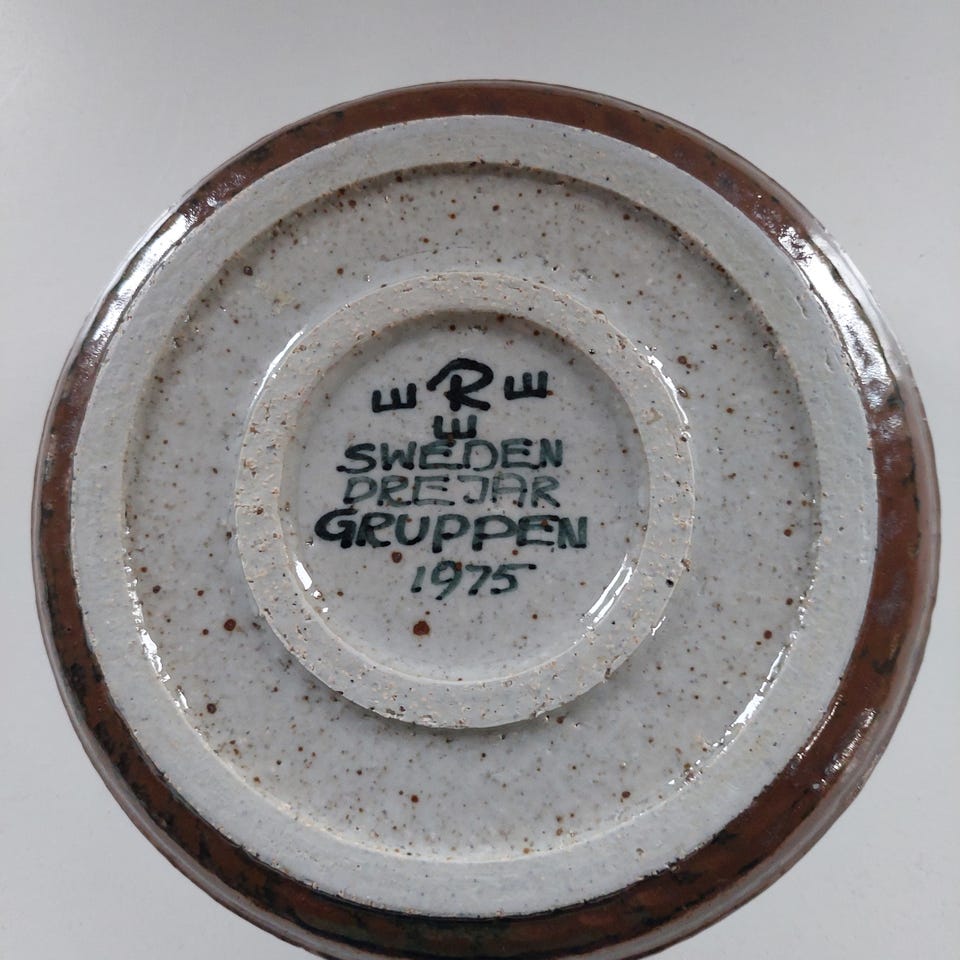 R
SWEDEN
DREJAR
GRUPPEN
1975